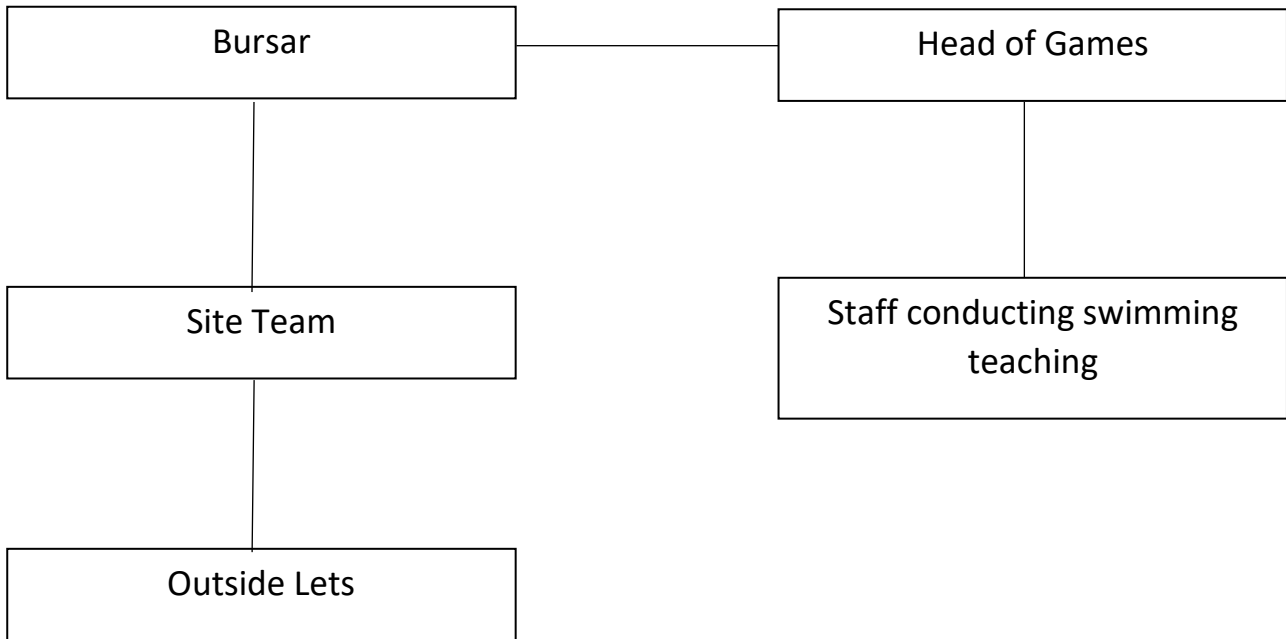 Bursar
Head of Games
Site Team
Staff conducting swimming
teaching
Outside Lets